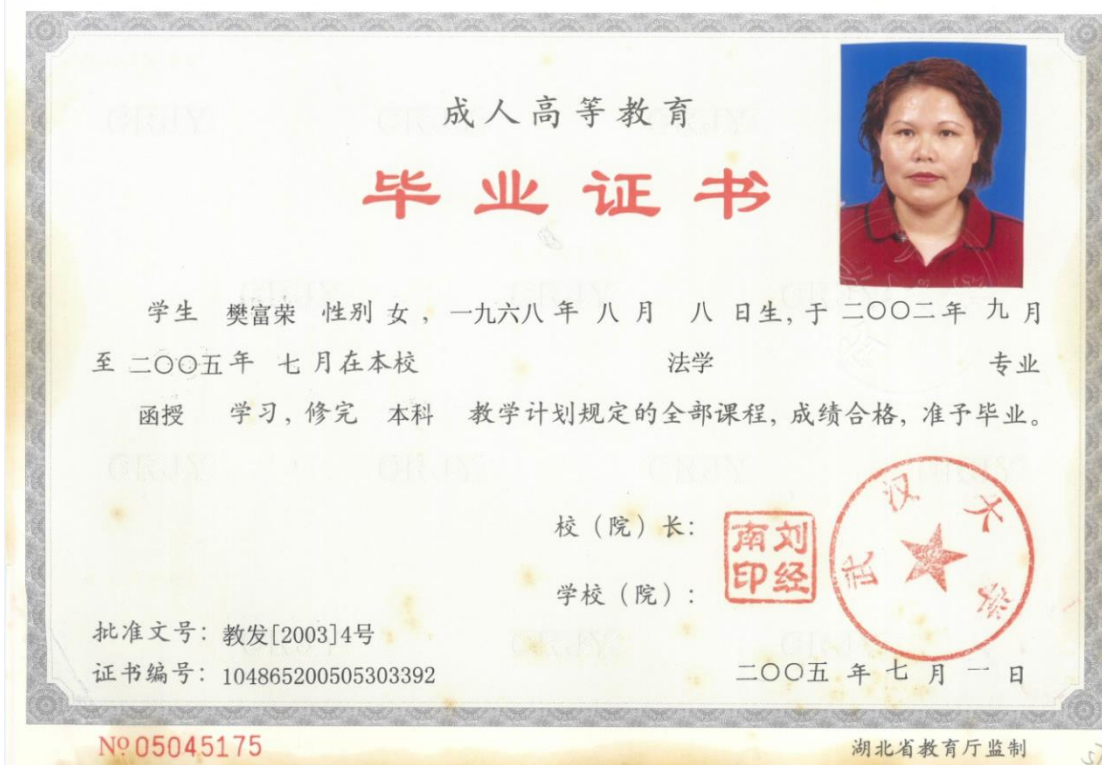 成人高等教育
毕业证书
学生 樊富荣 性别 女，一九六八年 八 月 八 日生，于 二〇〇二年 九 月
至 二〇〇五年 七 月在本校 法学 专业
函授 学习，修完 本科 教学计划规定的全部课程，成绩合格，准予毕业。
校（院）长：
刘经南印
学校（院）：
武汉大学
批准文号：教发[2003]4号
证书编号：104865200505303392
二〇〇五 年 七 月 一 日
№ 05045175
湖北省教育厅监制